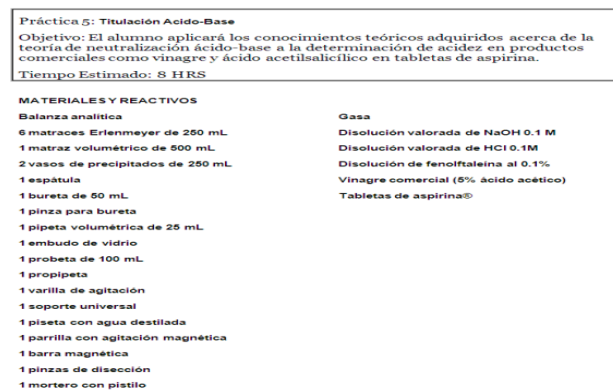 Práctica 5: Titulación Acido-Base
Objetivo: El alumno aplicará los conocimientos teóricos adquiridos acerca de la
teoría de neutralización ácido-base a la determinación de acidez en productos
comerciales como vinagre y ácido acetilsalicílico en tabletas de aspirina.
Tiempo Estimado: 8 HRS
MATERIALES Y REACTIVOS
Balanza analítica
6 matraces Erlenmeyer de 250 mL
1 matraz volumétrico de 500 mL
2 vasos de precipitados de 250 mL
1 espátula
1 bureta de 50 mL
1 pinza para bureta
1 pipeta volumétrica de 25 mL
1 embudo de vidrio
1 probeta de 100 mL
1 propipeta
1 varilla de agitación
1 soporte universal
1 piseta con agua destilada
1 parrilla con agitación magnética
1 barra magnética
1 pinzas de disección
1 mortero con pistilo
Gasa
Disolución valorada de NaOH 0.1 M
Disolución valorada de HCl 0.1M
Disolución de fenolftaleína al 0.1%
Vinagre comercial (5% ácido acético)
Tabletas de aspirina®